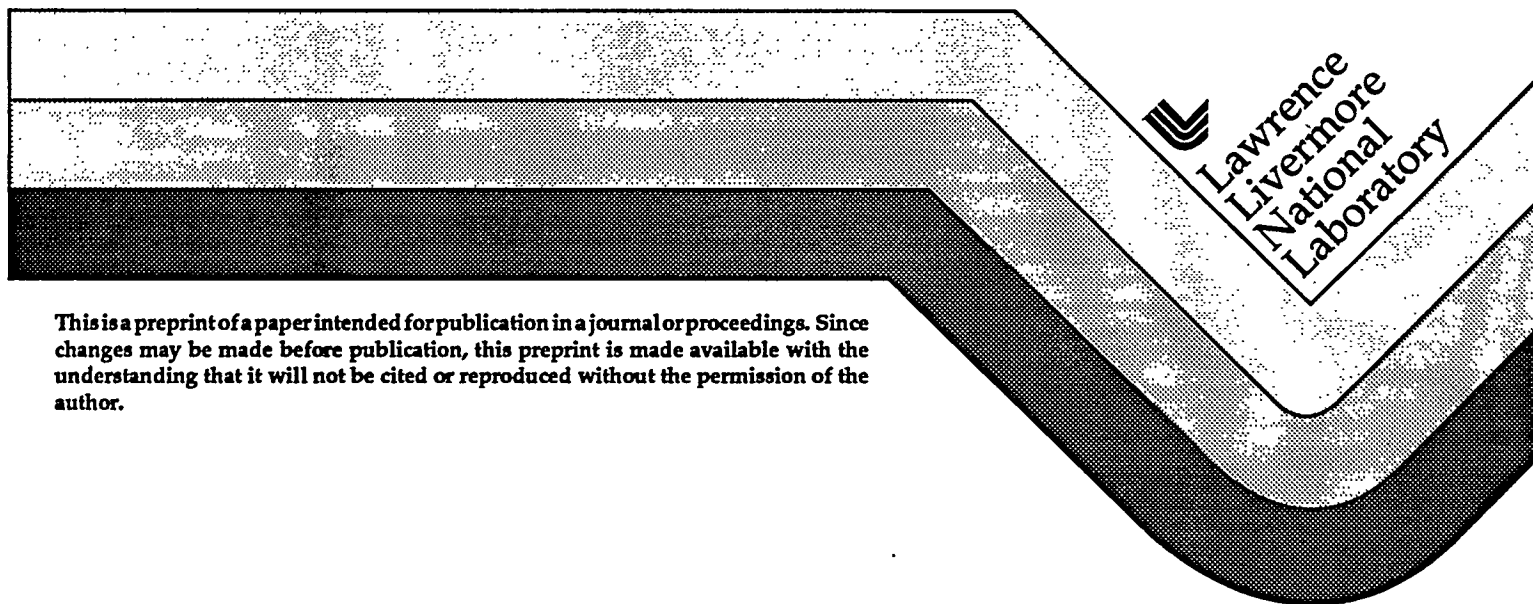 Lawrence
Livermore
National
Laboratory
This is a preprint of a paper intended for publication in a journal or proceedings. Since
changes may be made before publication, this preprint is made available with the
understanding that it will not be cited or reproduced without the permission of the
author.